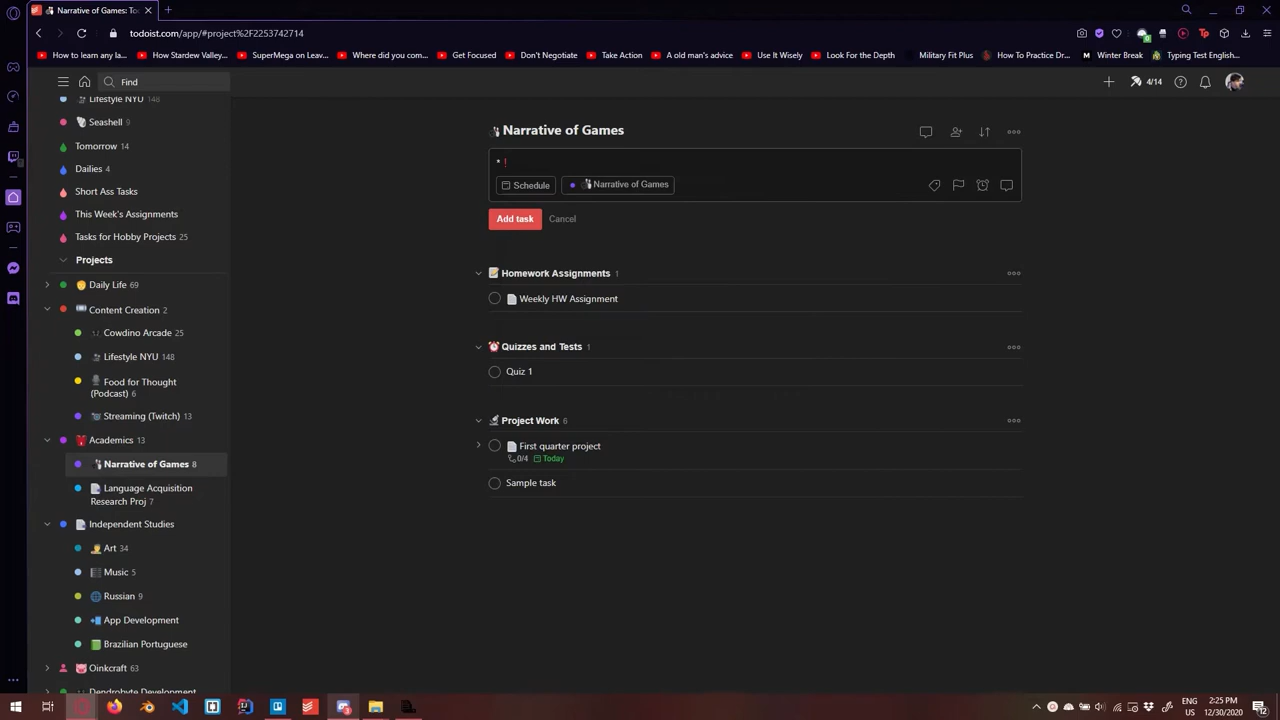 Narrative of Games: To
todoist.com/app/#project%2F2253742714
How to learn any la
How Stardew Valley
SuperMega on Leav
Where did you com
Get Focused
Don't Negotiate
Take Action
A old man's advice
Use It Wisely
Look For the Depth
Military Fit Plus
How To Practice Dr
Winter Break
Typing Test English
Find
4/14
Lifestyle NYU 148
Seashell 9
Tomorrow 14
Dailies 4
Short Ass Tasks
This Week's Assignments
Tasks for Hobby Projects 25
Projects
Daily Life 69
Content Creation 2
Cowdino Arcade 25
Lifestyle NYU 148
Food for Thought
(Podcast) 6
Streaming (Twitch) 13
Academics 13
Narrative of Games 8
Language Acquisition
Research Proj 7
Independent Studies
Art 34
Music 5
Russian 9
App Development
Brazilian Portuguese
Oinkcraft 63
Dendrobyte Development
Narrative of Games
* !
Schedule
Narrative of Games
Add task
Cancel
Homework Assignments 1
Weekly HW Assignment
Quizzes and Tests 1
Quiz 1
Project Work 6
First quarter project
0/4 Today
Sample task
ENG
US
2:25 PM
12/30/2020
12